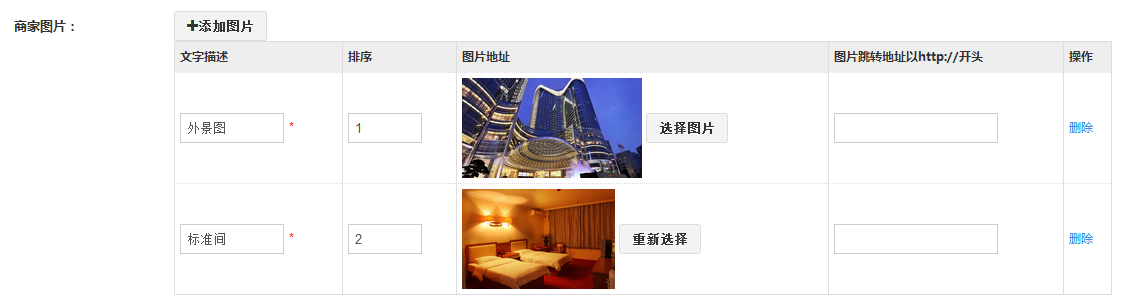 商家图片：
添加图片
文字描述 排序 图片地址 图片跳转地址以http://开头 操作
外景图 * 1 选择图片 删除
标准间 * 2 重新选择 删除